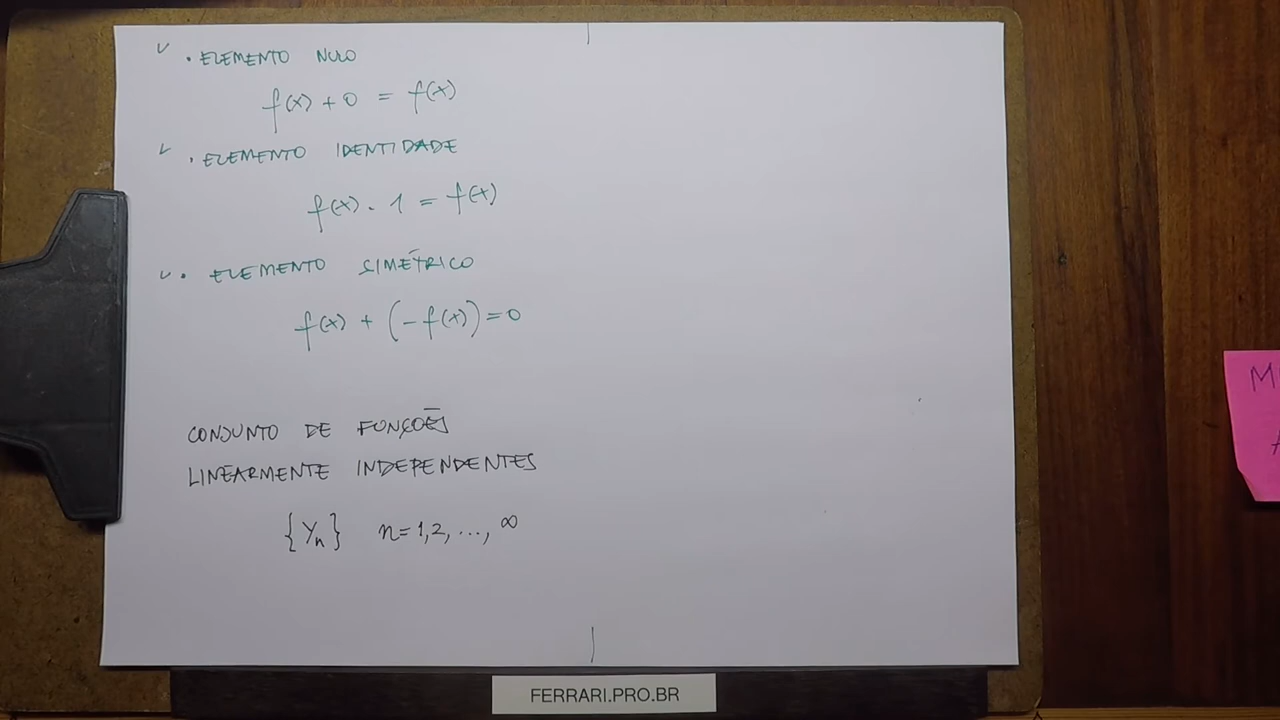 ✓ • ELEMENTO NULO
f(x) + 0 = f(x)
✓ • ELEMENTO IDENTIDADE
f(x) . 1 = f(x)
✓ • ELEMENTO SIMÉTRICO
f(x) + (-f(x)) = 0
CONJUNTO DE FUNÇÕES
LINEARMENTE INDEPENDENTES
{Yn} n=1,2, ..., ∞
FERRARI.PRO.BR